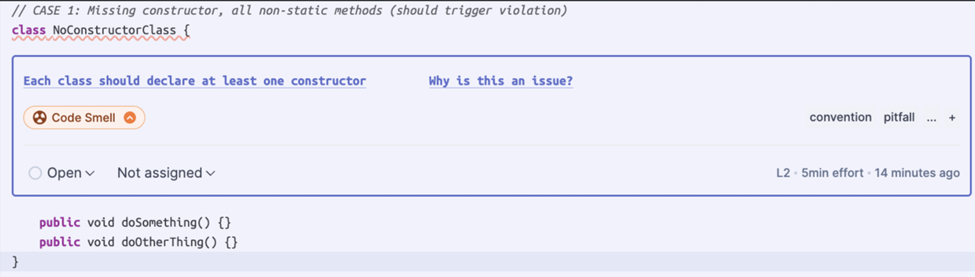 // CASE 1: Missing constructor, all non-static methods (should trigger violation)
class NoConstructorClass {
Each class should declare at least one constructor Why is this an issue?
Code Smell convention pitfall ... +
Open Not assigned L2 · 5min effort · 14 minutes ago
public void doSomething() {}
public void doOtherThing() {}
}